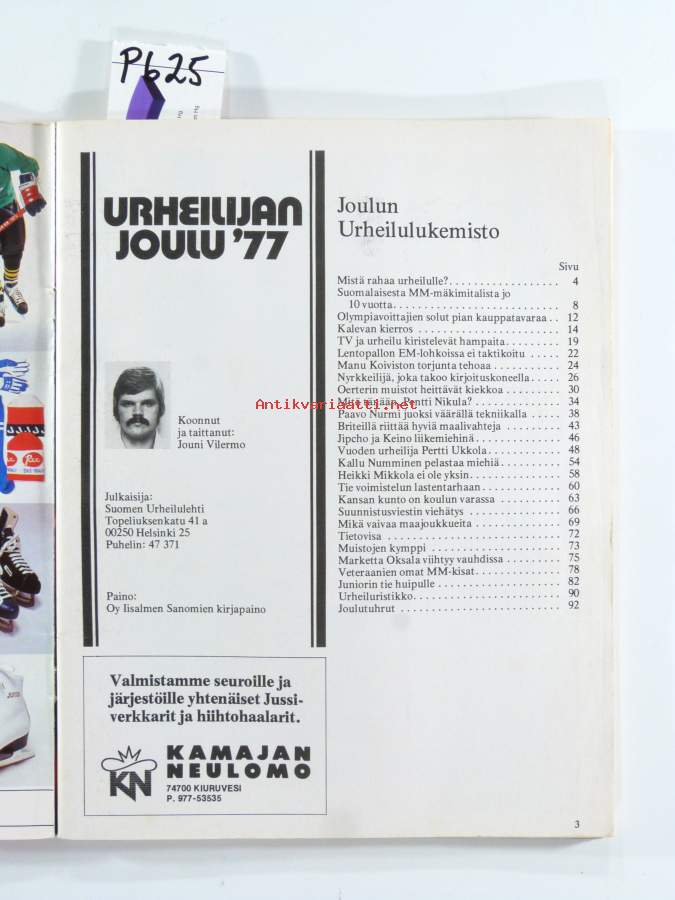 P625
URHEILIJAN
JOULU '77
Koonnut
ja taittanut:
Jouni Vilermo
Julkaisija:
Suomen Urheilulehti
Topeliuksenkatu 41 a
00250 Helsinki 25
Puhelin: 47 371
Paino:
Oy Iisalmen Sanomien kirjapaino
Valmistamme seuroille ja
järjestöille yhtenäiset Jussi-
verkkarit ja hiihtohaalarit.
KN
KAMAJAN
NEULOMO
74700 KIURUVESI
P. 977-53535
Joulun
Urheilulukemisto
Sivu
Mistä rahaa urheilulle? 4
Suomalaisesta MM-mäkimitalista jo
10 vuotta 8
Olympiavoittajien solut pian kauppatavaraa 12
Kalevan kierros 14
TV ja urheilu kiristelevät hampaita 19
Lentopallon EM-lohkoissa ei taktikoitu 22
Manu Koiviston torjunta tehoaa 24
Nyrkkeilijä, joka takoo kirjoituskoneella 26
Oerterin muistot heittävät kiekkoa 30
Mitä tänään, Pentti Nikula? 34
Paavo Nurmi juoksi väärällä tekniikalla 38
Briteillä riittää hyviä maalivahteja 43
Jipcho ja Keino liikemiehinä 46
Vuoden urheilija Pertti Ukkola 48
Kallu Numminen pelastaa miehiä 54
Heikki Mikkola ei ole yksin 58
Tie voimistelun lastentarhaan 60
Kansan kunto on koulun varassa 63
Suunnistusviestin viehätys 66
Mikä vaivaa maajoukkueita 69
Tietovisa 72
Muistojen kymppi 73
Marketta Oksala viihtyy vauhdissa 75
Veteraanien omat MM-kisat 78
Juniorin tie huipulle 82
Urheiluristikko 90
Joulutuhrut 92
Antikvariaatti.net
3